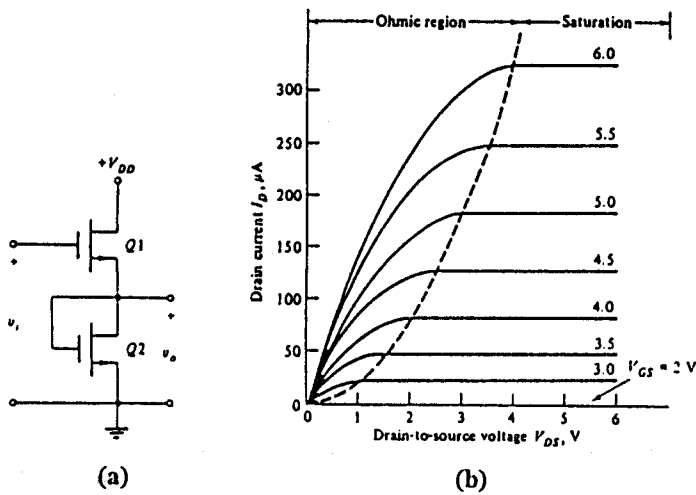 +V_DD
Q1
Q2
+
v_i
+
v_o
(a)
Ohmic region
Saturation
Drain current I_D, μA
300
250
200
150
100
50
0
6.0
5.5
5.0
4.5
4.0
3.5
3.0
V_GS = 2 V
0 1 2 3 4 5 6
Drain-to-source voltage V_DS, V
(b)